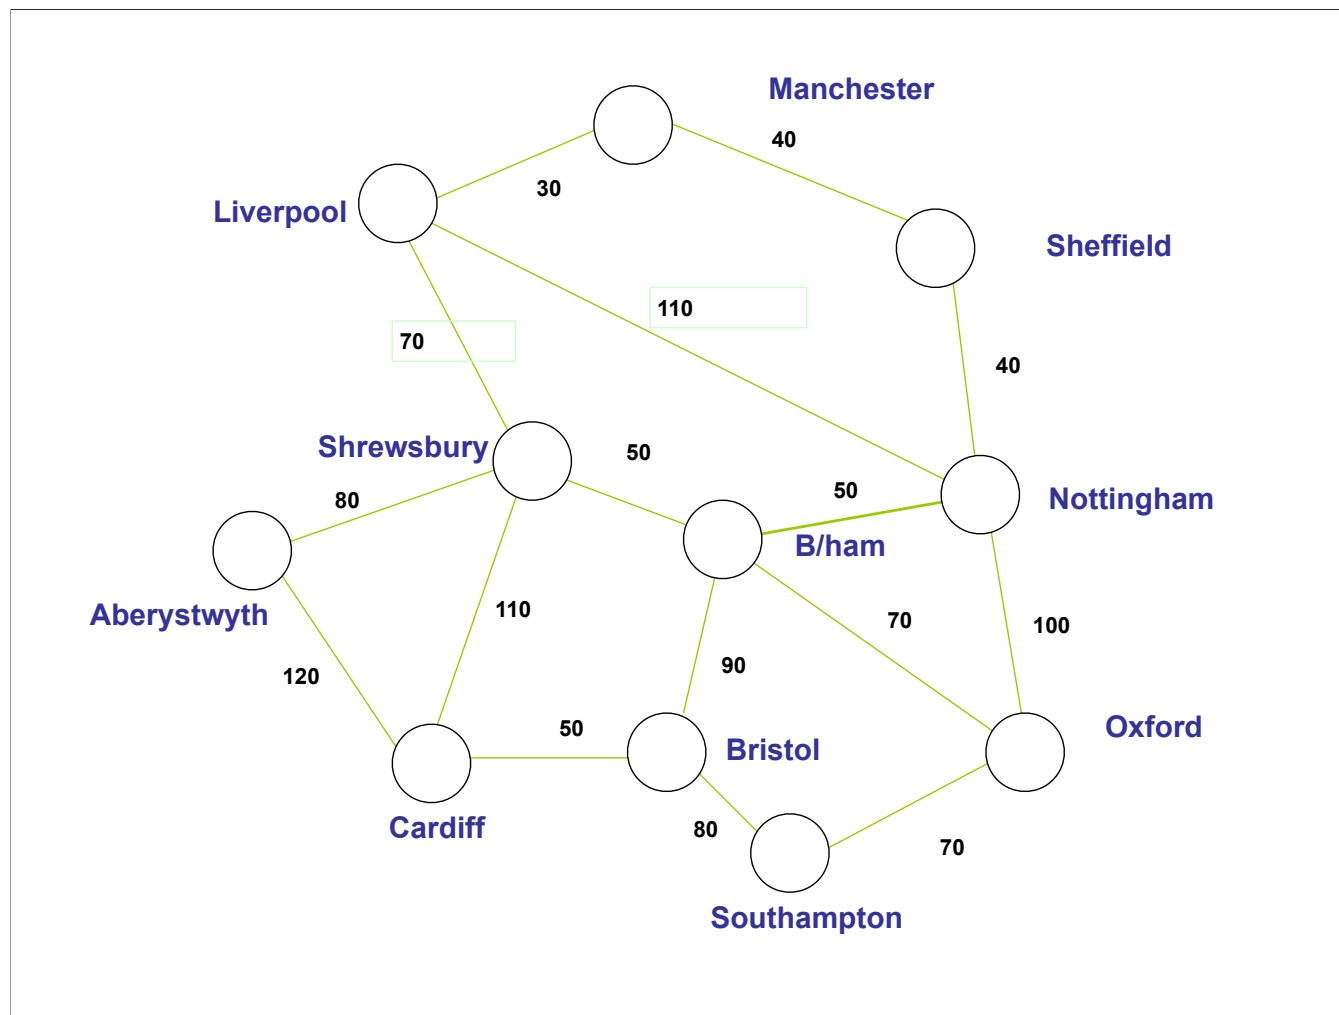 Manchester
40
30
Liverpool
Sheffield
110
70
40
Shrewsbury
50
80
50
Nottingham
B/ham
Aberystwyth
110
70
100
120
90
50
Oxford
Bristol
Cardiff
80
70
Southampton